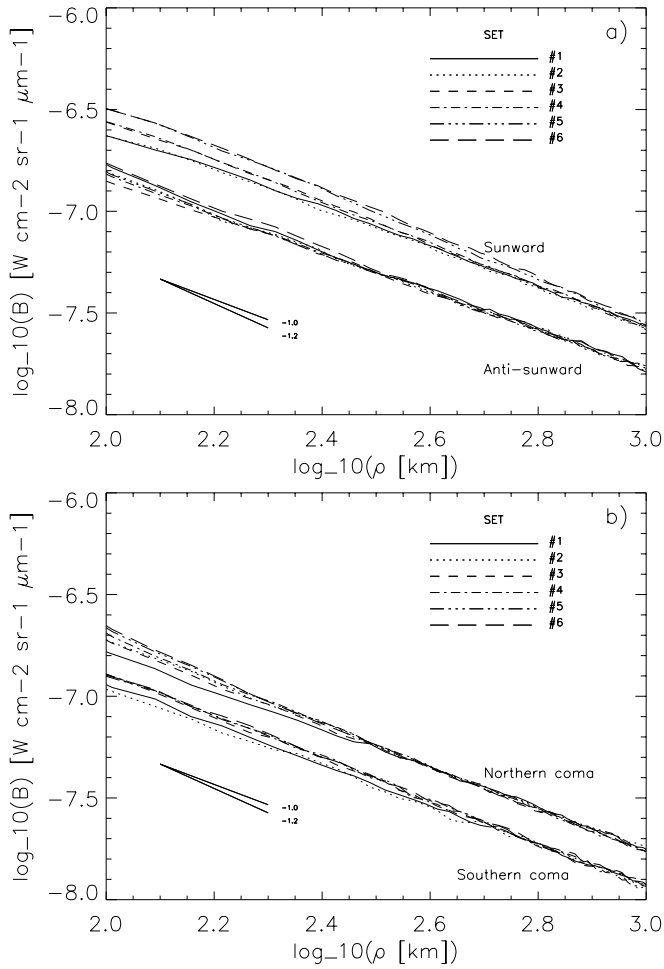 a)
SET
#1
#2
#3
#4
#5
#6
-6.0
-6.5
-7.0
-7.5
-8.0
log_10(B) [W cm-2 sr-1 μm-1]
Sunward
Anti-sunward
-1.0
-1.2
2.0 2.2 2.4 2.6 2.8 3.0
log_10(ρ [km])
b)
SET
#1
#2
#3
#4
#5
#6
-6.0
-6.5
-7.0
-7.5
-8.0
log_10(B) [W cm-2 sr-1 μm-1]
Northern coma
Southern coma
-1.0
-1.2
2.0 2.2 2.4 2.6 2.8 3.0
log_10(ρ [km])